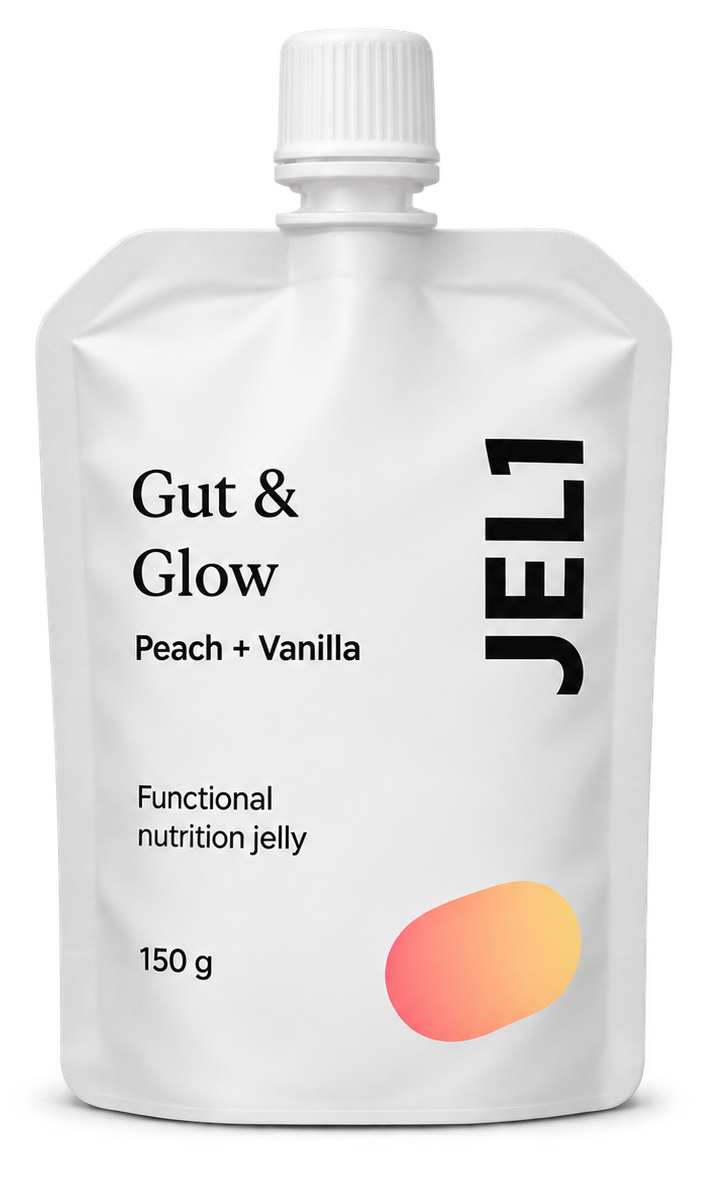 Gut &
Glow
Peach + Vanilla
JEL1
Functional
nutrition jelly
150 g